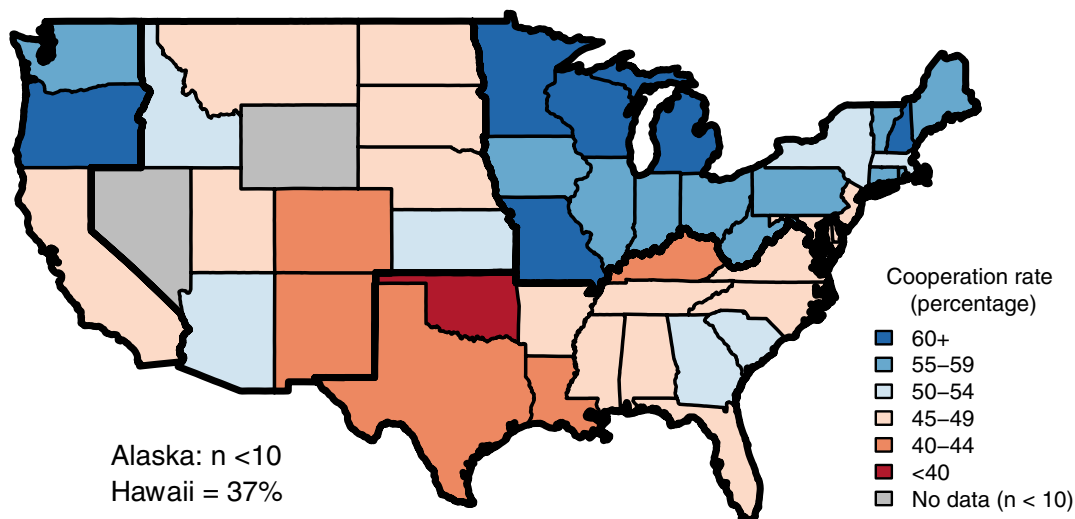 Cooperation rate
(percentage)
60+
55–59
50–54
45–49
40–44
<40
No data (n < 10)
Alaska: n <10
Hawaii = 37%